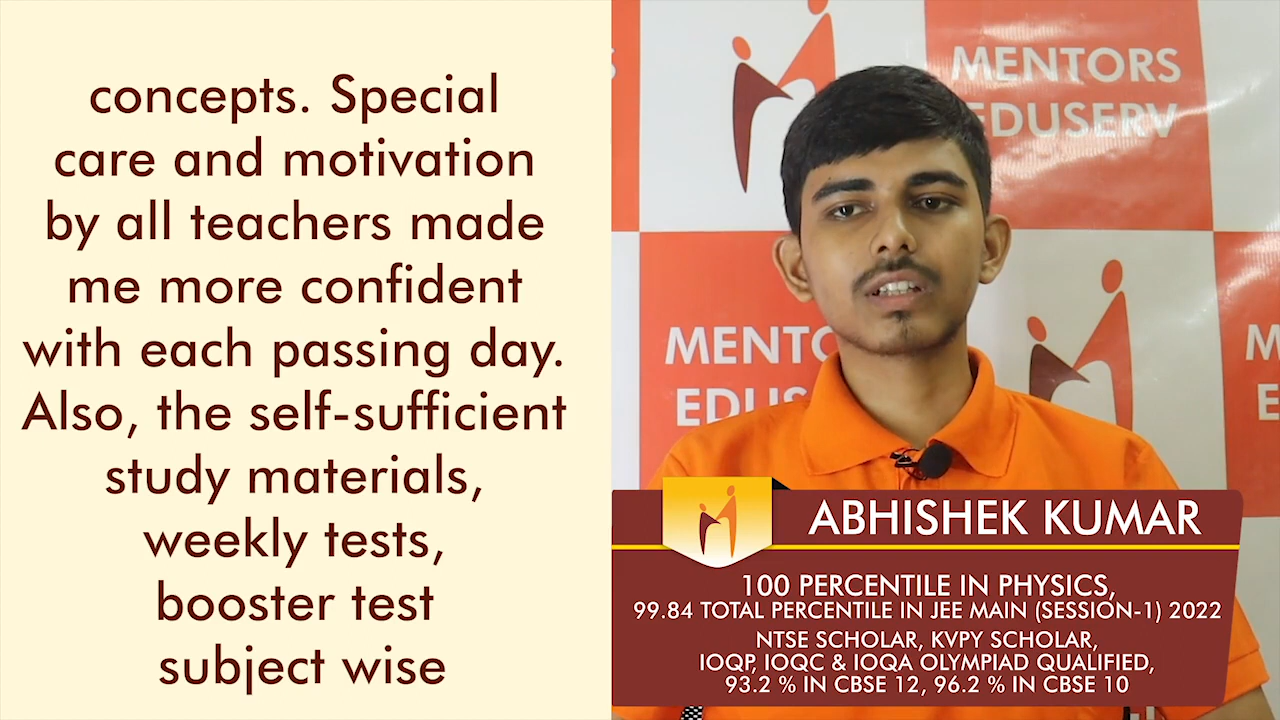 concepts. Special
care and motivation
by all teachers made
me more confident
with each passing day.
Also, the self-sufficient
study materials,
weekly tests,
booster test
subject wise
MENTORS
EDUSERV
ABHISHEK KUMAR
100 PERCENTILE IN PHYSICS,
99.84 TOTAL PERCENTILE IN JEE MAIN (SESSION-1) 2022
NTSE SCHOLAR, KVPY SCHOLAR,
IOQP, IOQC & IOQA OLYMPIAD QUALIFIED,
93.2 % IN CBSE 12, 96.2 % IN CBSE 10